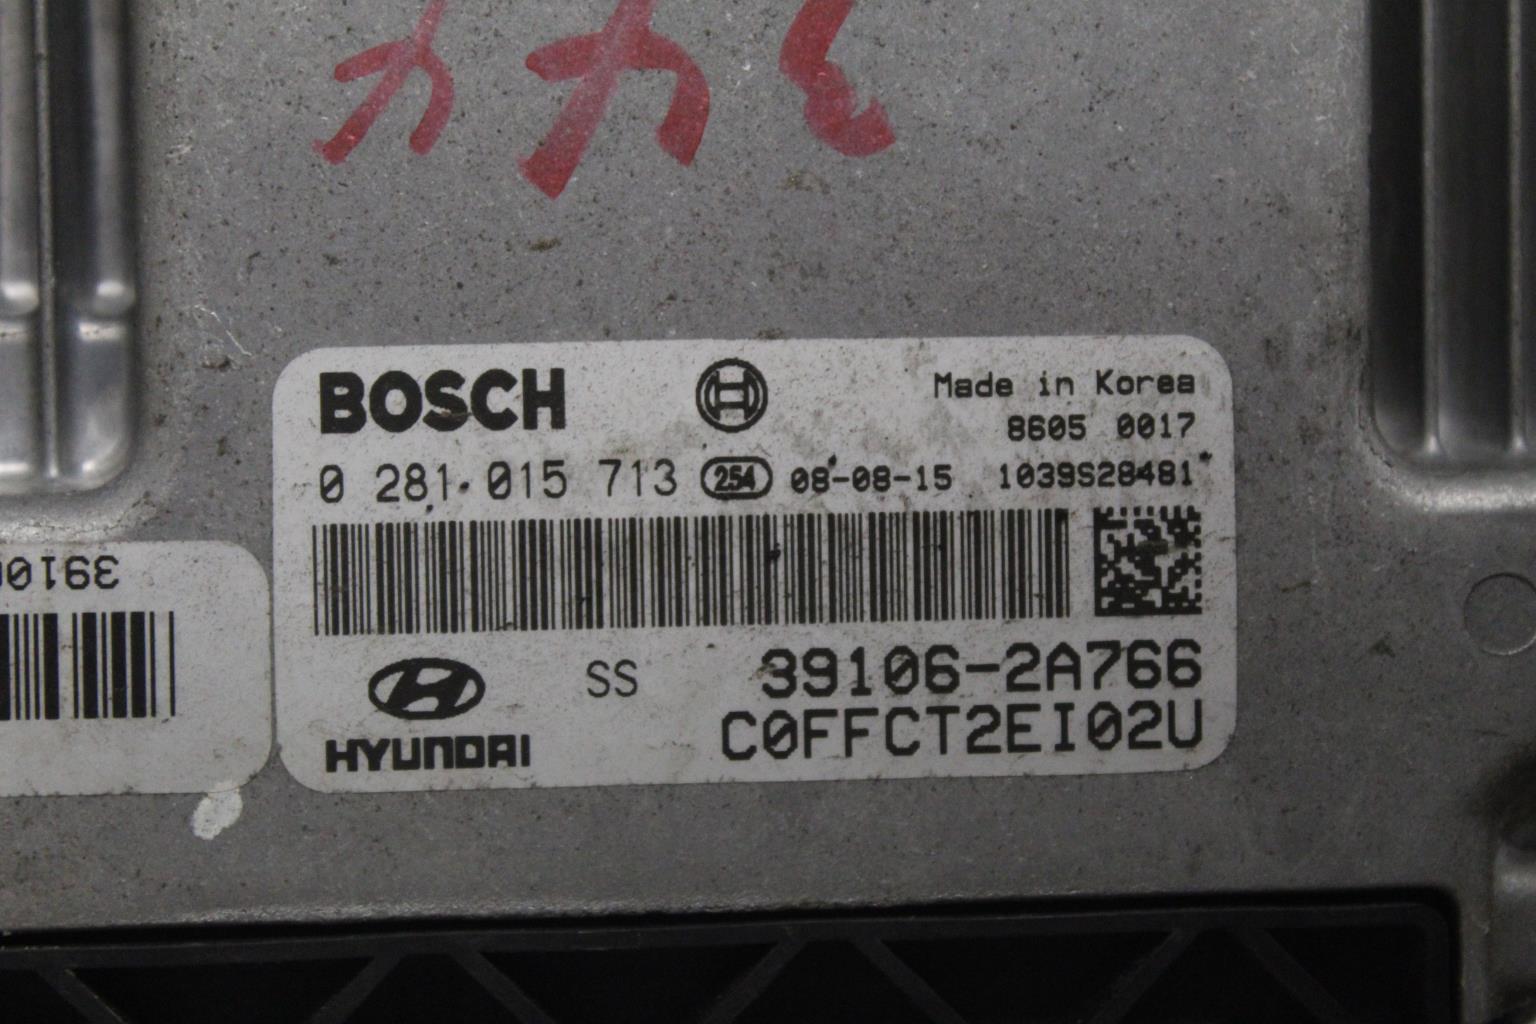 BOSCH
Made in Korea
8605 0017
0 281 015 713 254 08-08-15 1039S28481
39106-2A766
SS
C0FFCT2EI02U
HYUNDAI
3910